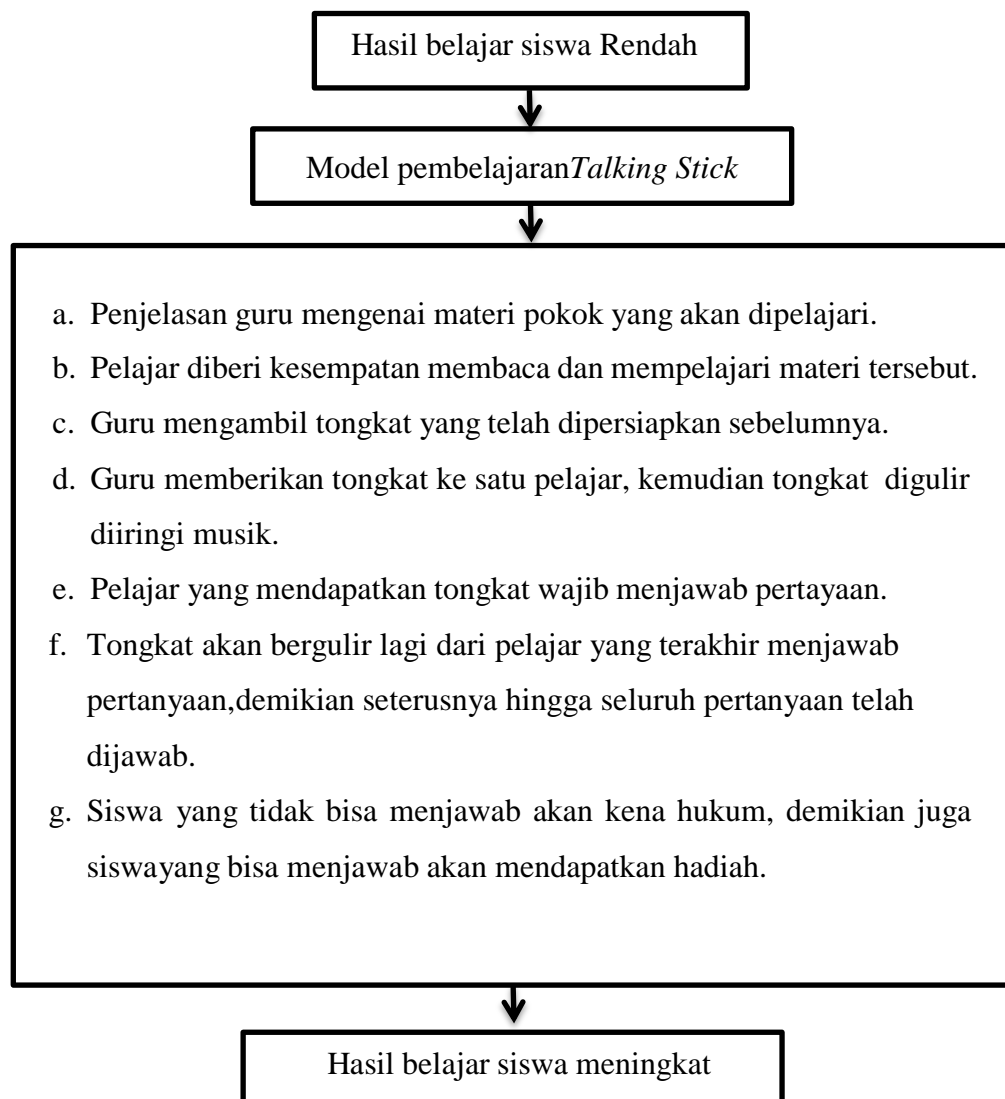 Hasil belajar siswa Rendah
Model pembelajaranTalking Stick
a. Penjelasan guru mengenai materi pokok yang akan dipelajari.
b. Pelajar diberi kesempatan membaca dan mempelajari materi tersebut.
c. Guru mengambil tongkat yang telah dipersiapkan sebelumnya.
d. Guru memberikan tongkat ke satu pelajar, kemudian tongkat digulir
diiringi musik.
e. Pelajar yang mendapatkan tongkat wajib menjawab pertayaan.
f. Tongkat akan bergulir lagi dari pelajar yang terakhir menjawab
pertanyaan,demikian seterusnya hingga seluruh pertanyaan telah
dijawab.
g. Siswa yang tidak bisa menjawab akan kena hukum, demikian juga
siswayang bisa menjawab akan mendapatkan hadiah.
Hasil belajar siswa meningkat